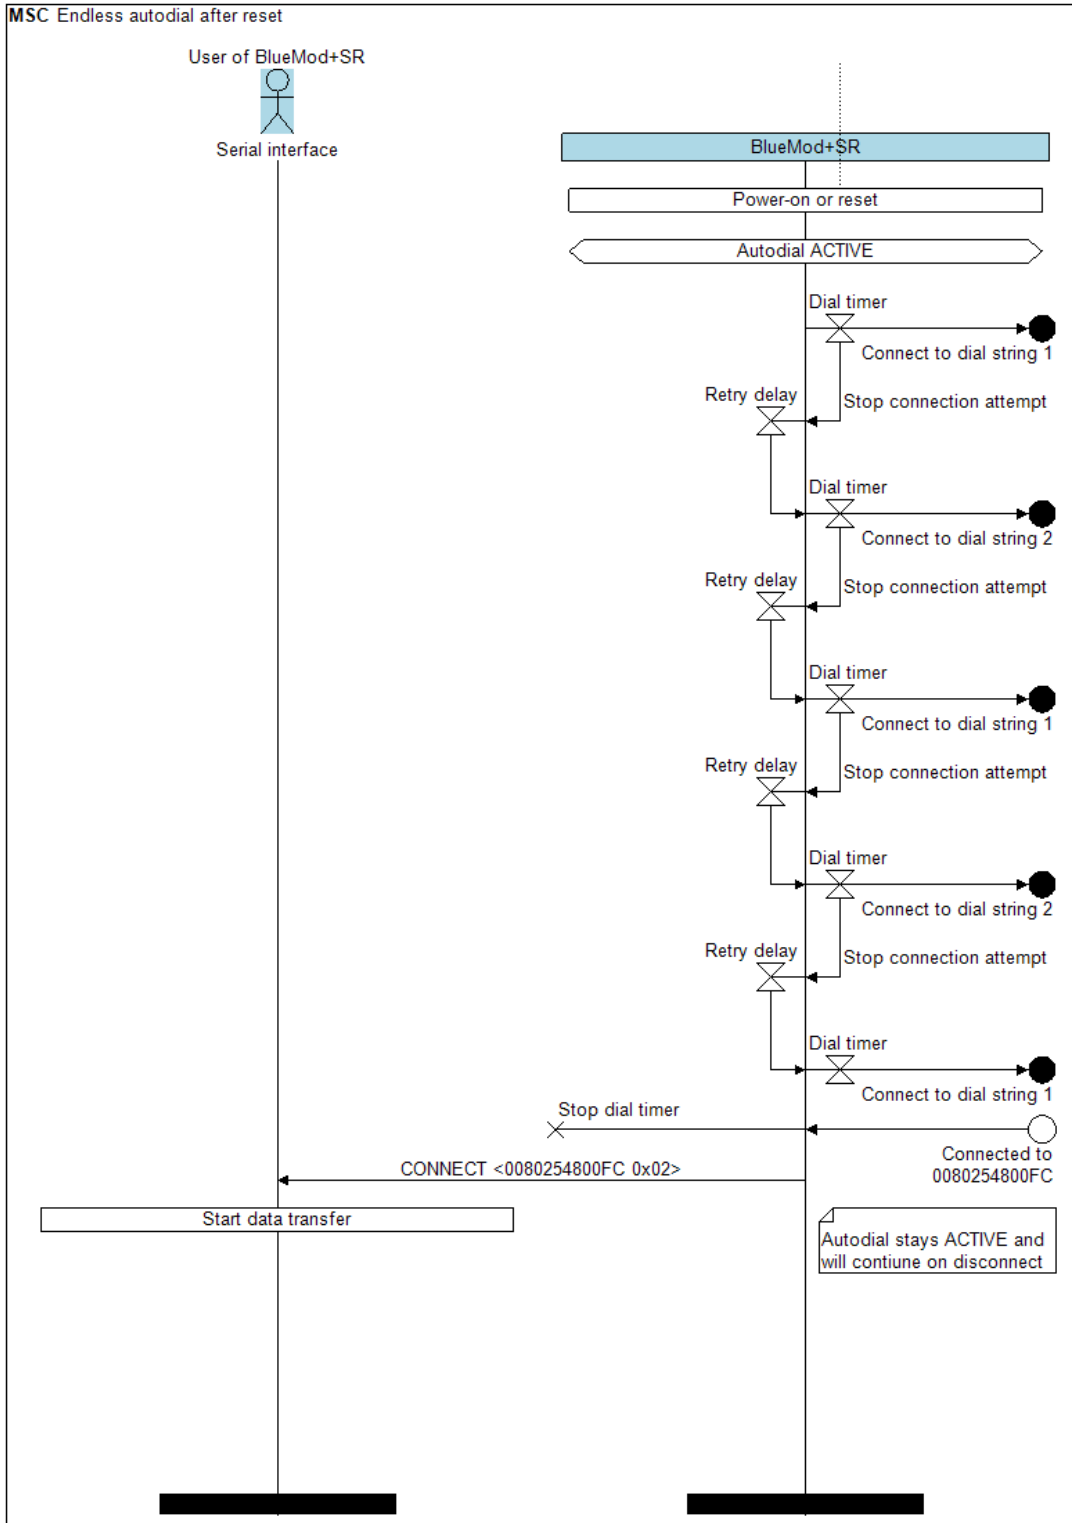 MSC Endless autodial after reset
User of BlueMod+SR
Serial interface
BlueMod+SR
Power-on or reset
Autodial ACTIVE
Dial timer
Connect to dial string 1
Retry delay
Stop connection attempt
Dial timer
Connect to dial string 2
Retry delay
Stop connection attempt
Dial timer
Connect to dial string 1
Retry delay
Stop connection attempt
Dial timer
Connect to dial string 2
Retry delay
Stop connection attempt
Dial timer
Connect to dial string 1
Stop dial timer
Connected to
0080254800FC
CONNECT <0080254800FC 0x02>
Start data transfer
Autodial stays ACTIVE and
will contiune on disconnect